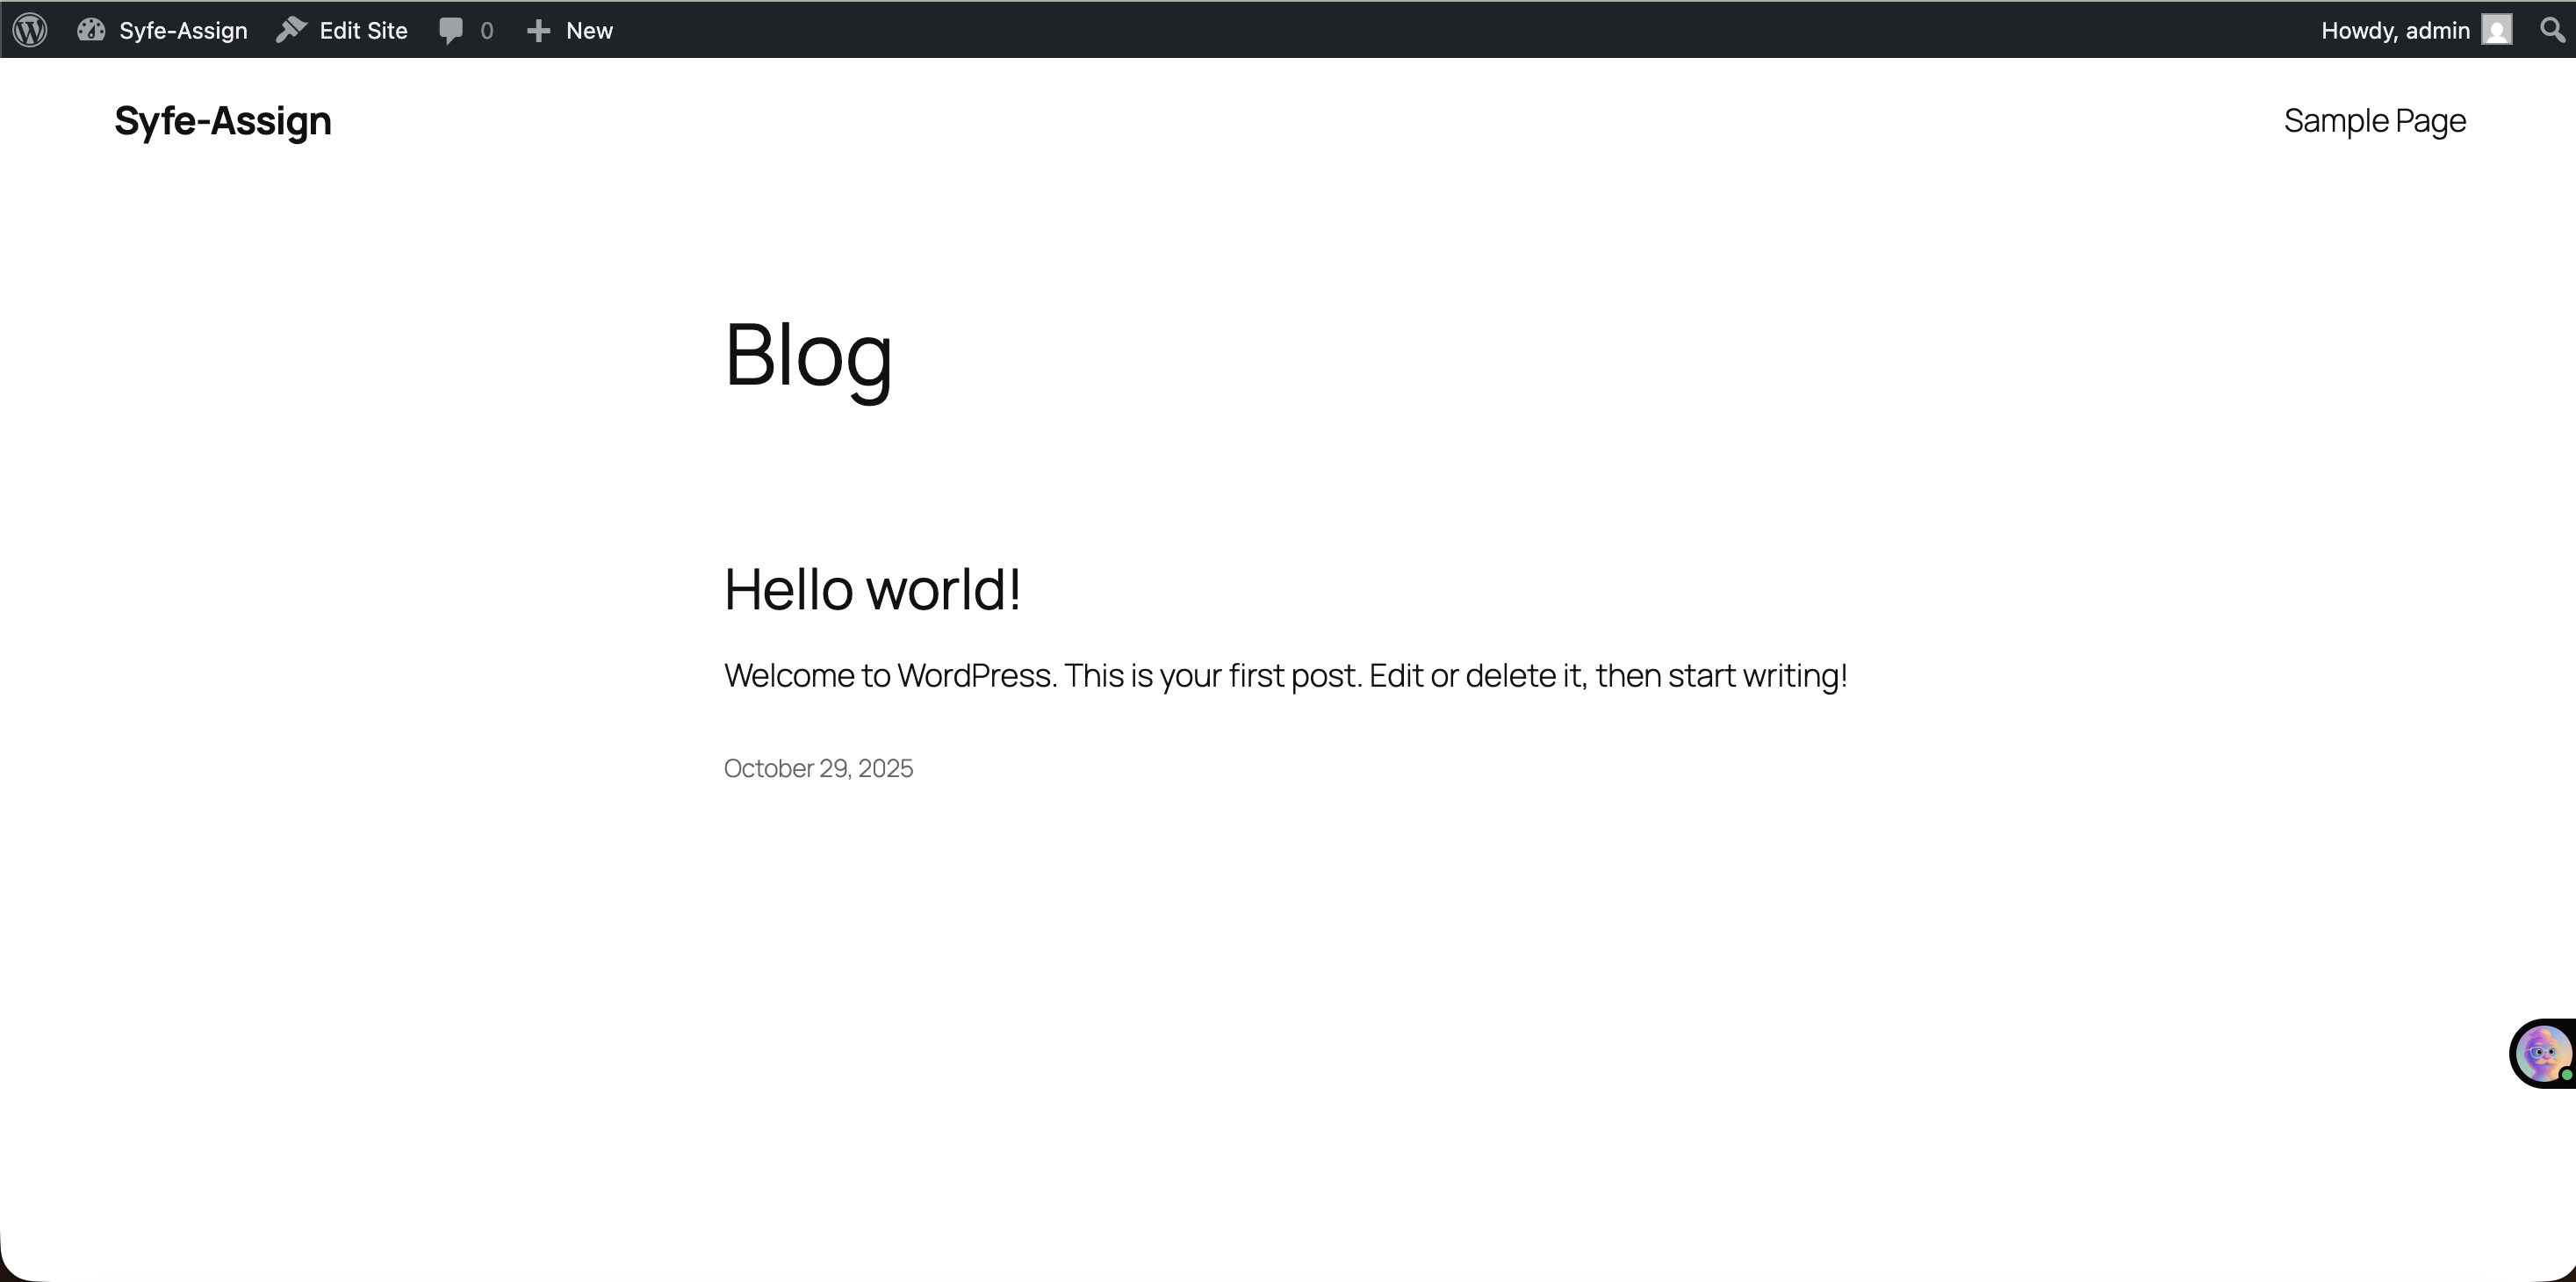 Syfe-Assign Edit Site 0 New Howdy, admin
Syfe-Assign Sample Page
Blog
Hello world!
Welcome to WordPress. This is your first post. Edit or delete it, then start writing!
October 29, 2025